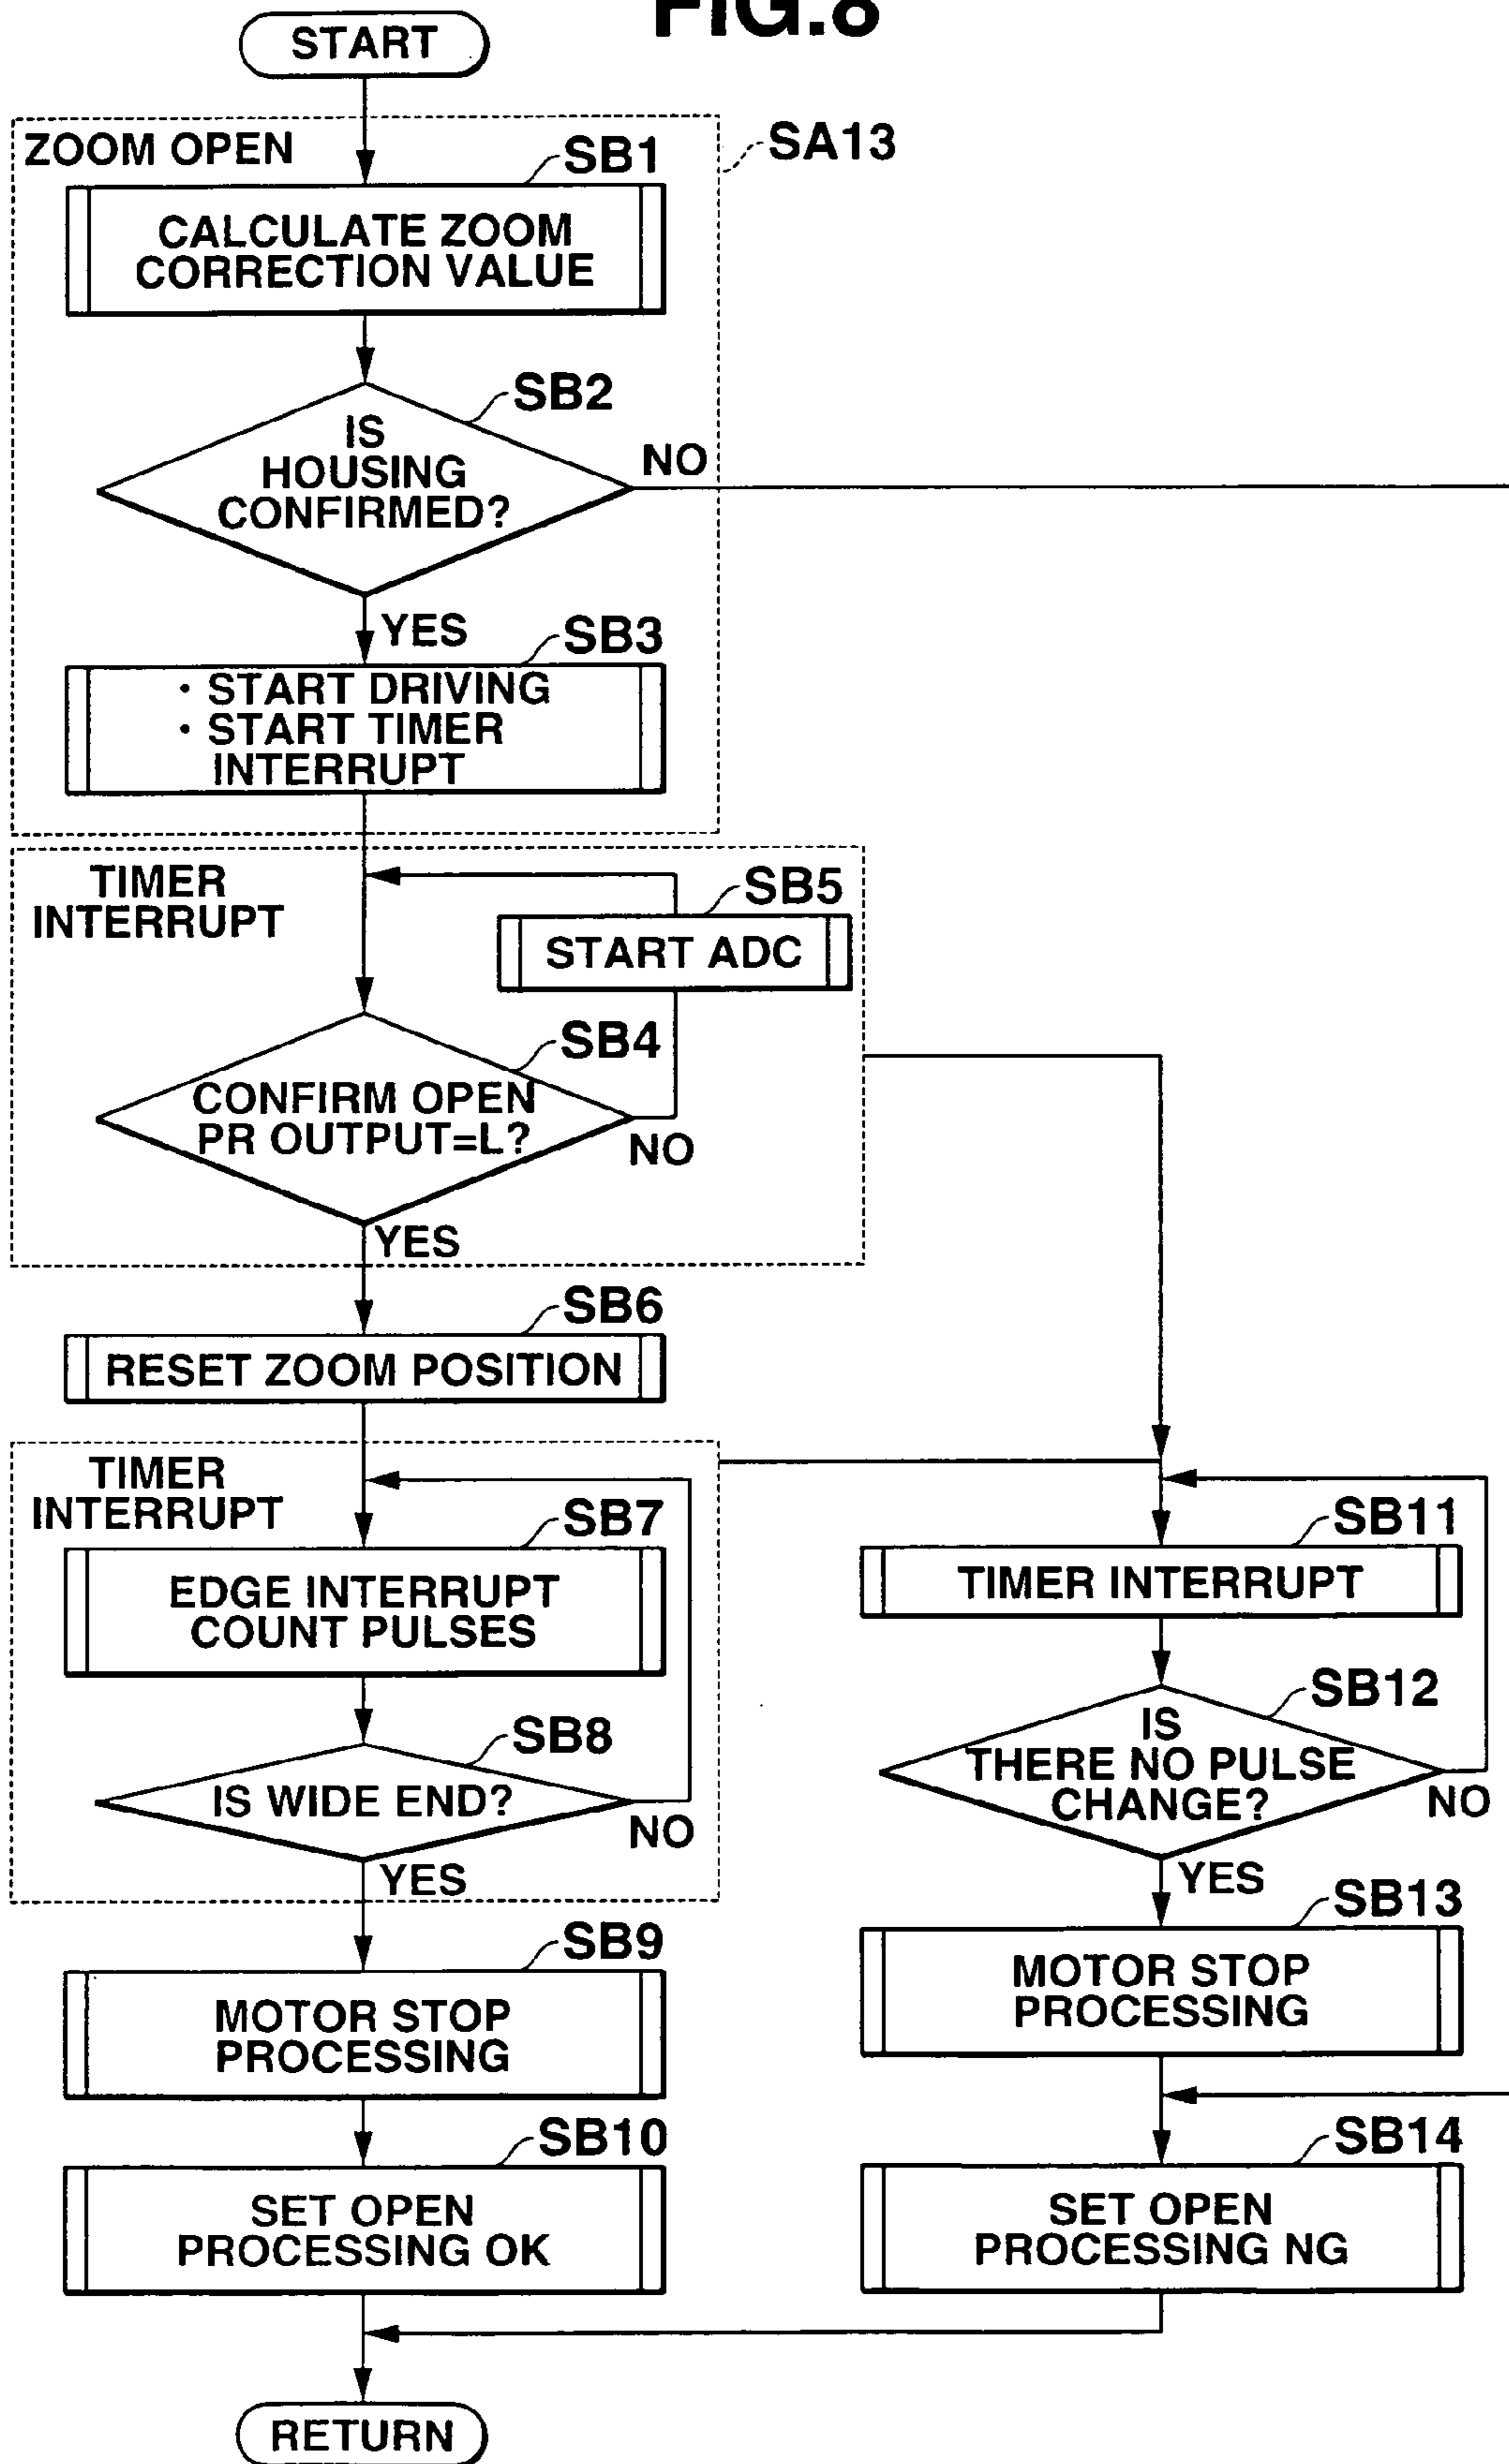 FIG.8
START
ZOOM OPEN
SA13
SB1
CALCULATE ZOOM
CORRECTION VALUE
SB2
IS
HOUSING
CONFIRMED?
NO
YES
SB3
· START DRIVING
· START TIMER
INTERRUPT
TIMER
INTERRUPT
SB5
START ADC
SB4
CONFIRM OPEN
PR OUTPUT=L?
NO
YES
SB6
RESET ZOOM POSITION
TIMER
INTERRUPT
SB7
EDGE INTERRUPT
COUNT PULSES
SB8
IS WIDE END?
NO
YES
SB9
MOTOR STOP
PROCESSING
SB10
SET OPEN
PROCESSING OK
SB11
TIMER INTERRUPT
SB12
IS
THERE NO PULSE
CHANGE?
NO
YES
SB13
MOTOR STOP
PROCESSING
SB14
SET OPEN
PROCESSING NG
RETURN